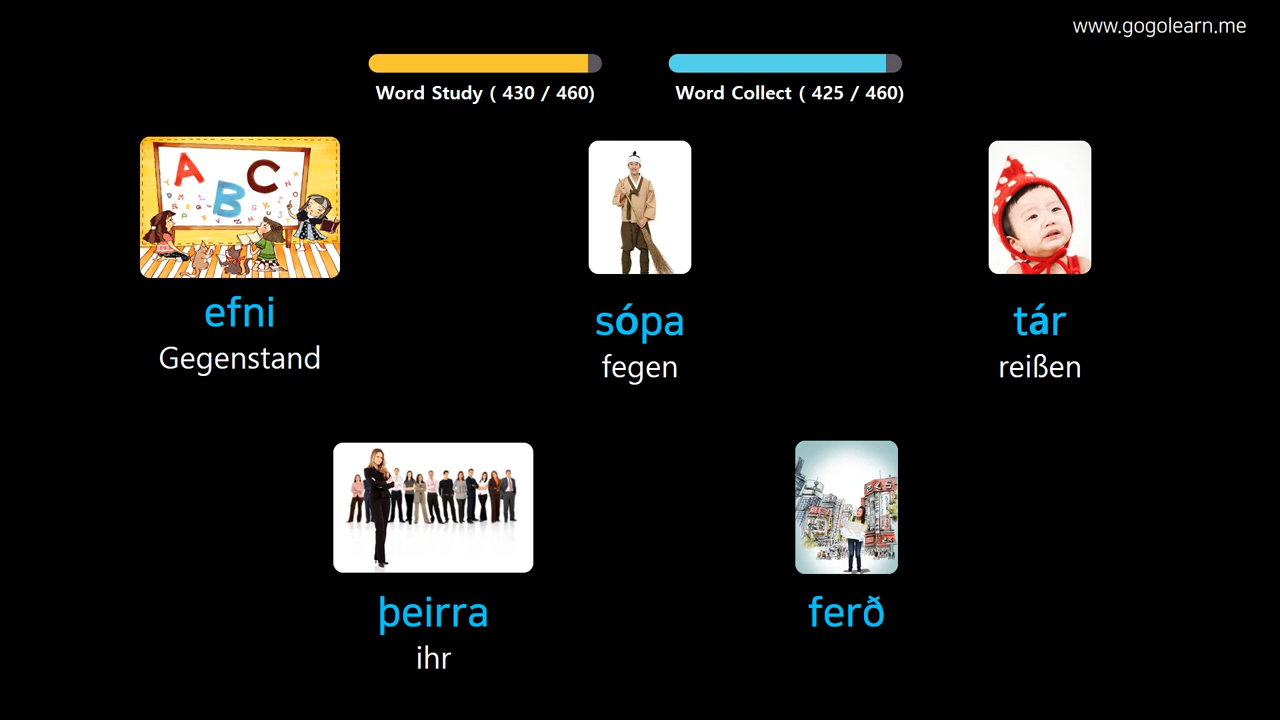 www.gogolearn.me
Word Study ( 430 / 460)
Word Collect ( 425 / 460)
A B C
efni
Gegenstand
sópa
fegen
tár
reißen
þeirra
ihr
ferð